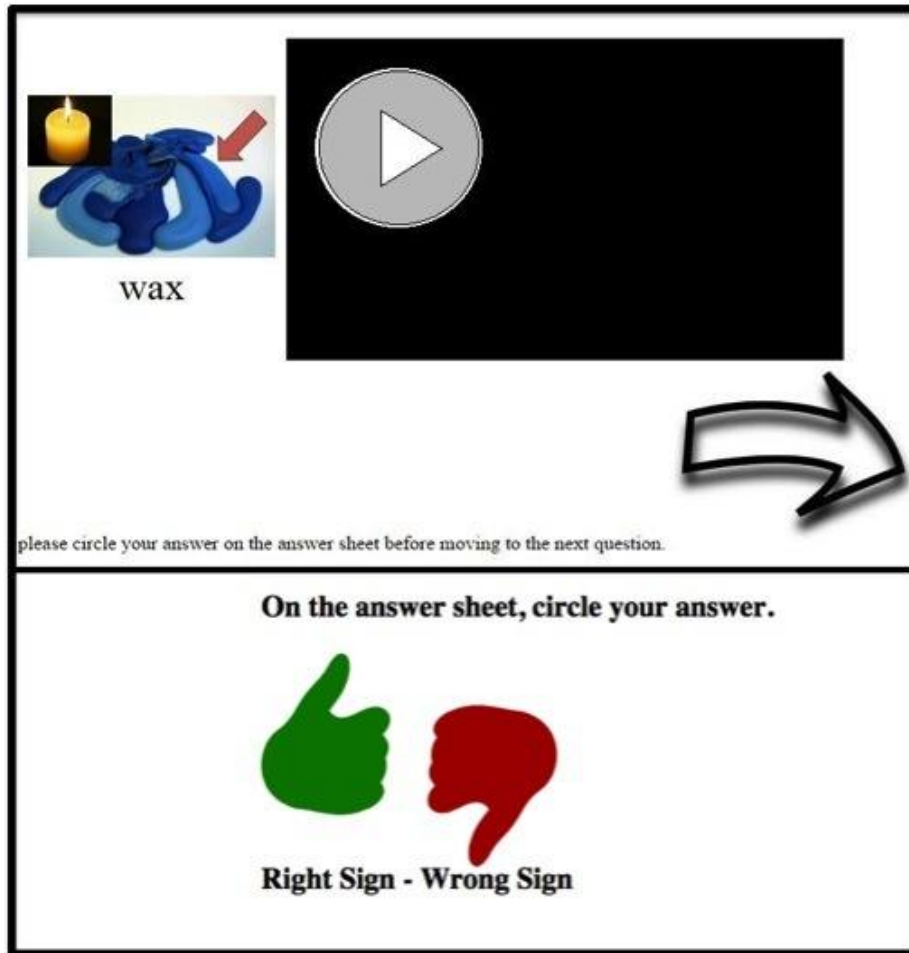 wax
please circle your answer on the answer sheet before moving to the next question.
On the answer sheet, circle your answer.
Right Sign - Wrong Sign